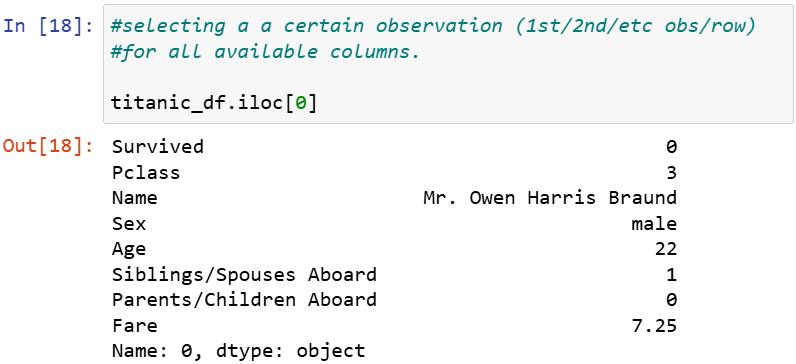 In [18]: #selecting a a certain observation (1st/2nd/etc obs/row)
#for all available columns.
titanic_df.iloc[0]
Out[18]: Survived 0
Pclass 3
Name Mr. Owen Harris Braund
Sex male
Age 22
Siblings/Spouses Aboard 1
Parents/Children Aboard 0
Fare 7.25
Name: 0, dtype: object